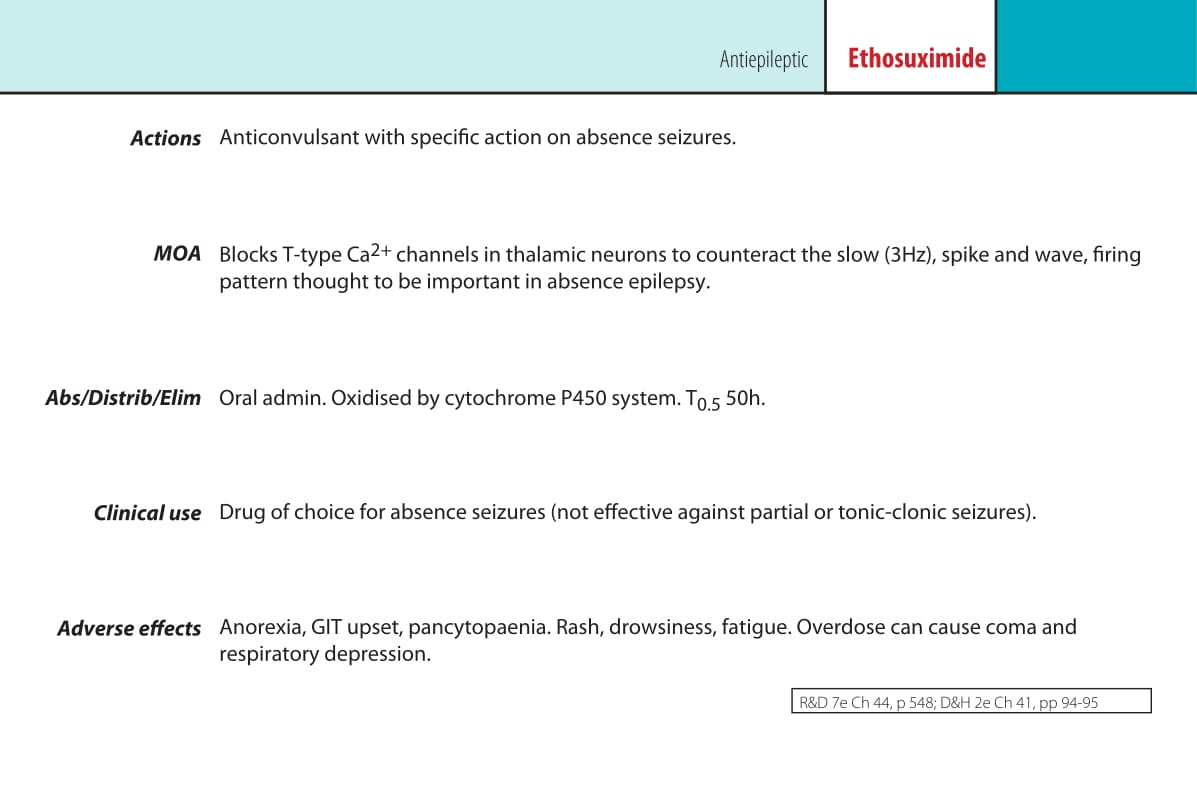 Antiepileptic Ethosuximide
Actions Anticonvulsant with specific action on absence seizures.
MOA Blocks T-type Ca2+ channels in thalamic neurons to counteract the slow (3Hz), spike and wave, firing
pattern thought to be important in absence epilepsy.
Abs/Distrib/Elim Oral admin. Oxidised by cytochrome P450 system. T0.5 50h.
Clinical use Drug of choice for absence seizures (not effective against partial or tonic-clonic seizures).
Adverse effects Anorexia, GIT upset, pancytopaenia. Rash, drowsiness, fatigue. Overdose can cause coma and
respiratory depression.
R&D 7e Ch 44, p 548; D&H 2e Ch 41, pp 94-95